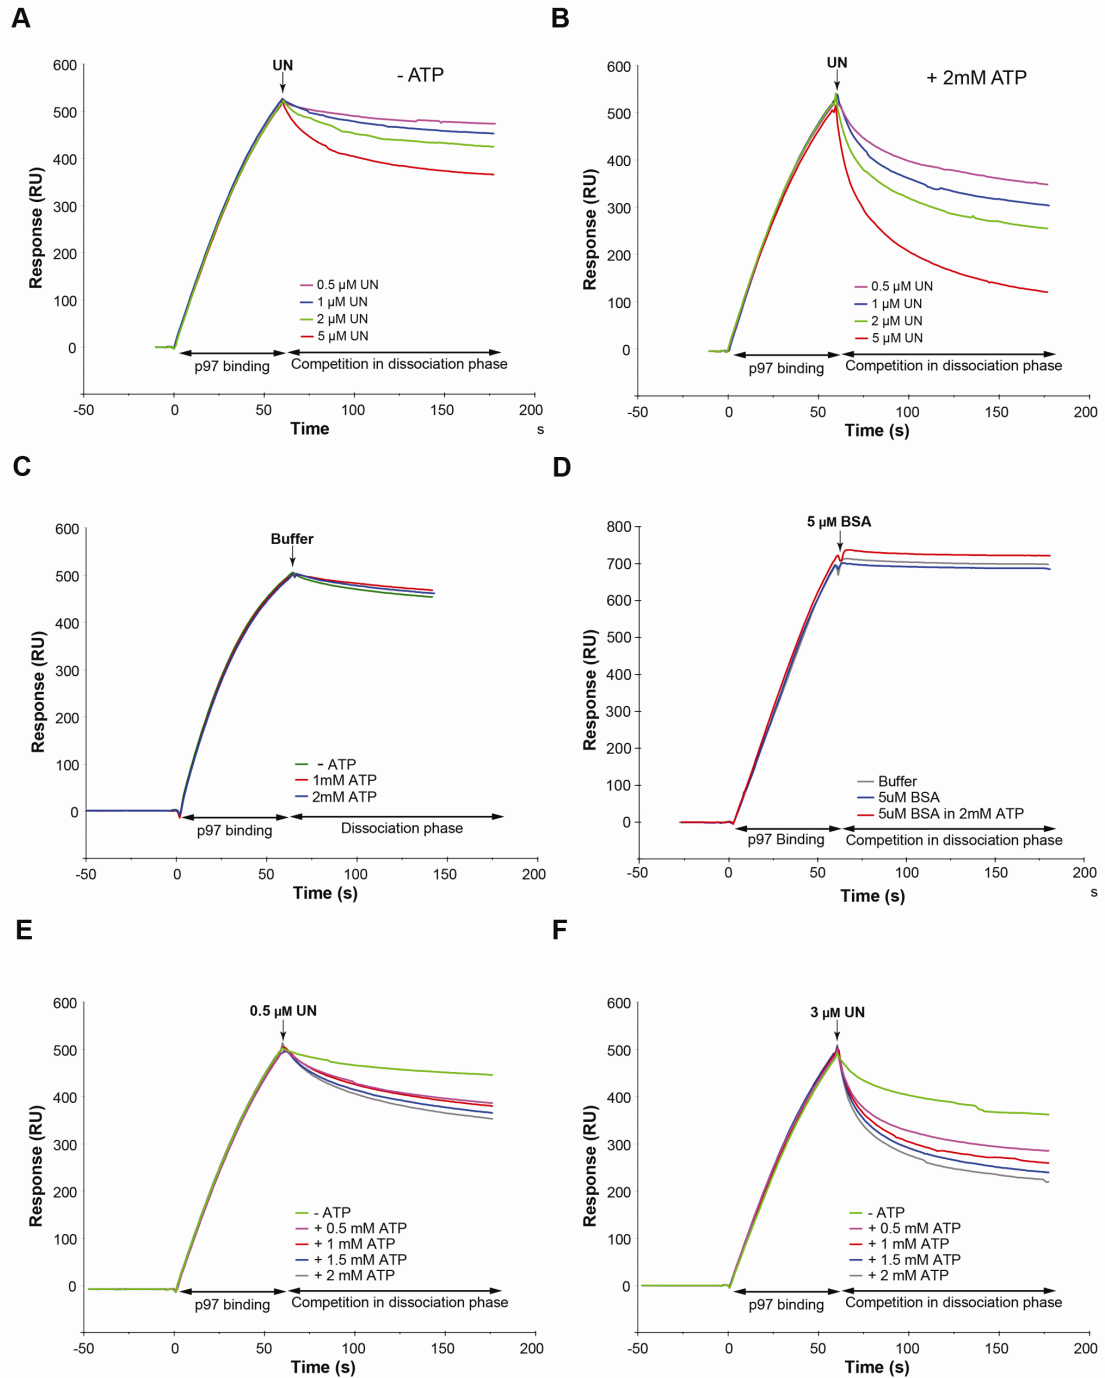 A
B
UN
- ATP
UN
+ 2mM ATP
600
500
400
300
200
100
0
Response (RU)
0.5 µM UN
1 µM UN
2 µM UN
5 µM UN
p97 binding
Competition in dissociation phase
-50
0
50
100
150
200
Time
s
600
500
400
300
200
100
0
Response (RU)
0.5 µM UN
1 µM UN
2 µM UN
5 µM UN
p97 binding
Competition in dissociation phase
-50
0
50
100
150
200
Time (s)
C
D
Buffer
600
500
400
300
200
100
0
Response (RU)
- ATP
1mM ATP
2mM ATP
p97 binding
Dissociation phase
-50
0
50
100
150
200
Time (s)
5 µM BSA
800
700
600
500
400
300
200
100
0
Response (RU)
Buffer
5uM BSA
5uM BSA in 2mM ATP
p97 Binding
Competition in dissociation phase
-50
0
50
100
150
200
Time (s)
s
E
F
0.5 µM UN
600
500
400
300
200
100
0
Response (RU)
- ATP
+ 0.5 mM ATP
+ 1 mM ATP
+ 1.5 mM ATP
+ 2 mM ATP
p97 binding
Competition in dissociation phase
-50
0
50
100
150
200
Time (s)
3 µM UN
600
500
400
300
200
100
0
Response (RU)
- ATP
+ 0.5 mM ATP
+ 1 mM ATP
+ 1.5 mM ATP
+ 2 mM ATP
p97 binding
Competition in dissociation phase
-50
0
50
100
150
200
Time (s)